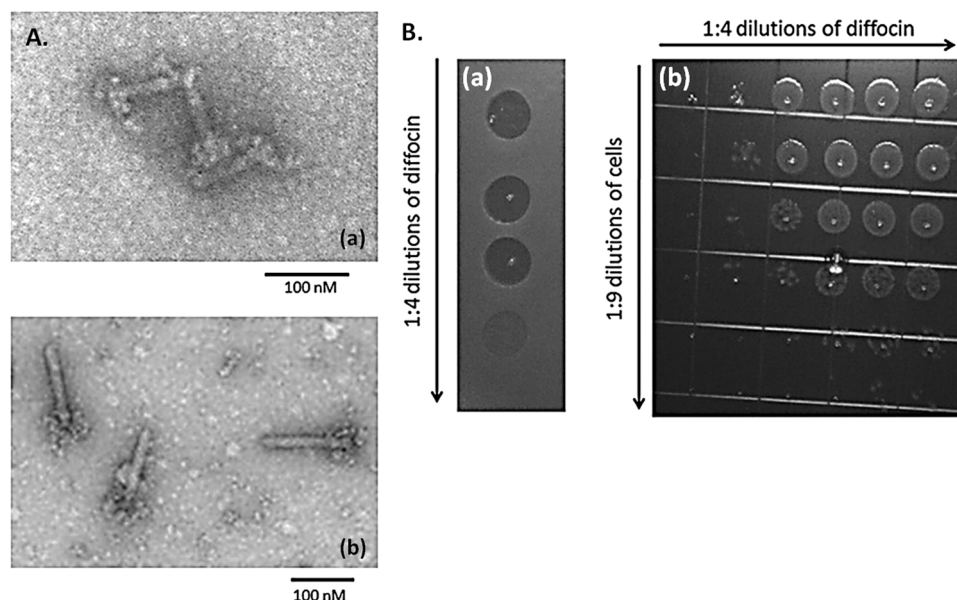 A.
(a)
100 nM
(b)
100 nM
B.
1:4 dilutions of diffocin
(a)
1:4 dilutions of diffocin
1:9 dilutions of cells
(b)